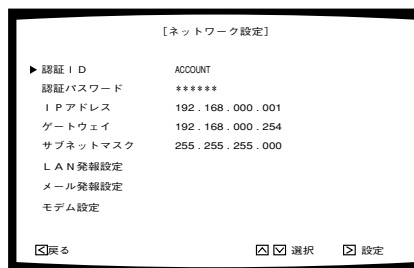 [ネットワーク設定]
▶ 認証ID ACCOUNT
認証パスワード ******
IPアドレス 192.168.000.001
ゲートウェイ 192.168.000.254
サブネットマスク 255.255.255.000
LAN発報設定
メール発報設定
モデム設定
<戻る ∧ ∨ 選択 > 設定